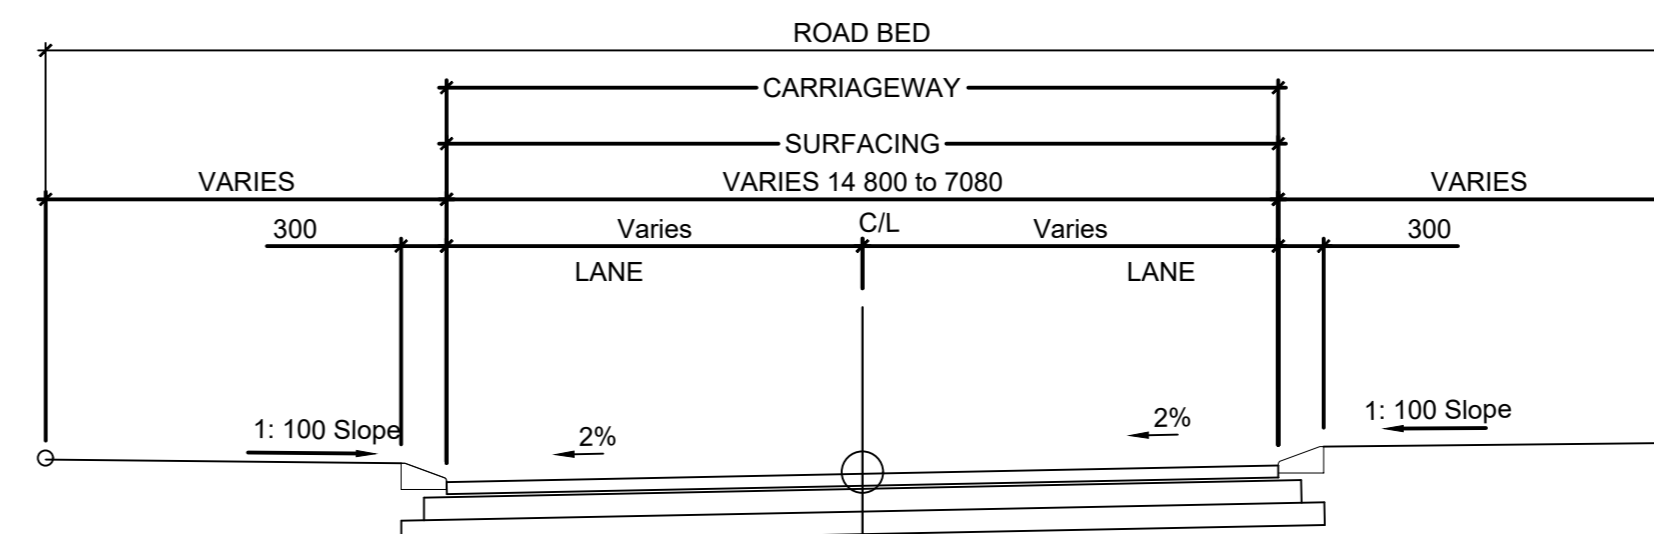 ROAD BED
CARRIAGEWAY
SURFACING
VARIES VARIES 14 800 to 7080 VARIES
300 Varies C/L Varies 300
LANE LANE
1: 100 Slope 2% 2% 1: 100 Slope